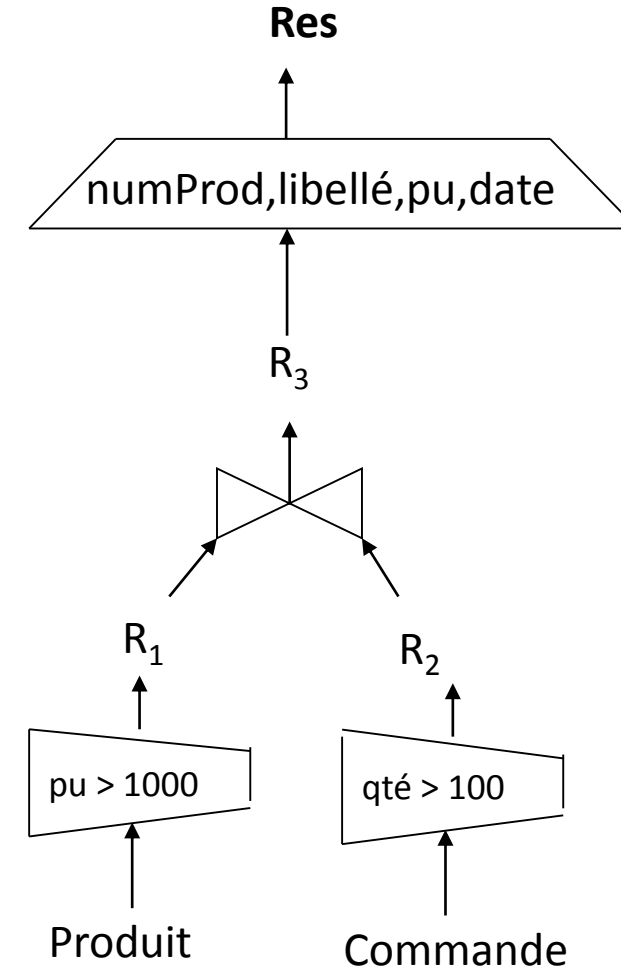 Res
numProd,libellé,pu,date
R₃
R₁
R₂
pu > 1000
qté > 100
Produit
Commande